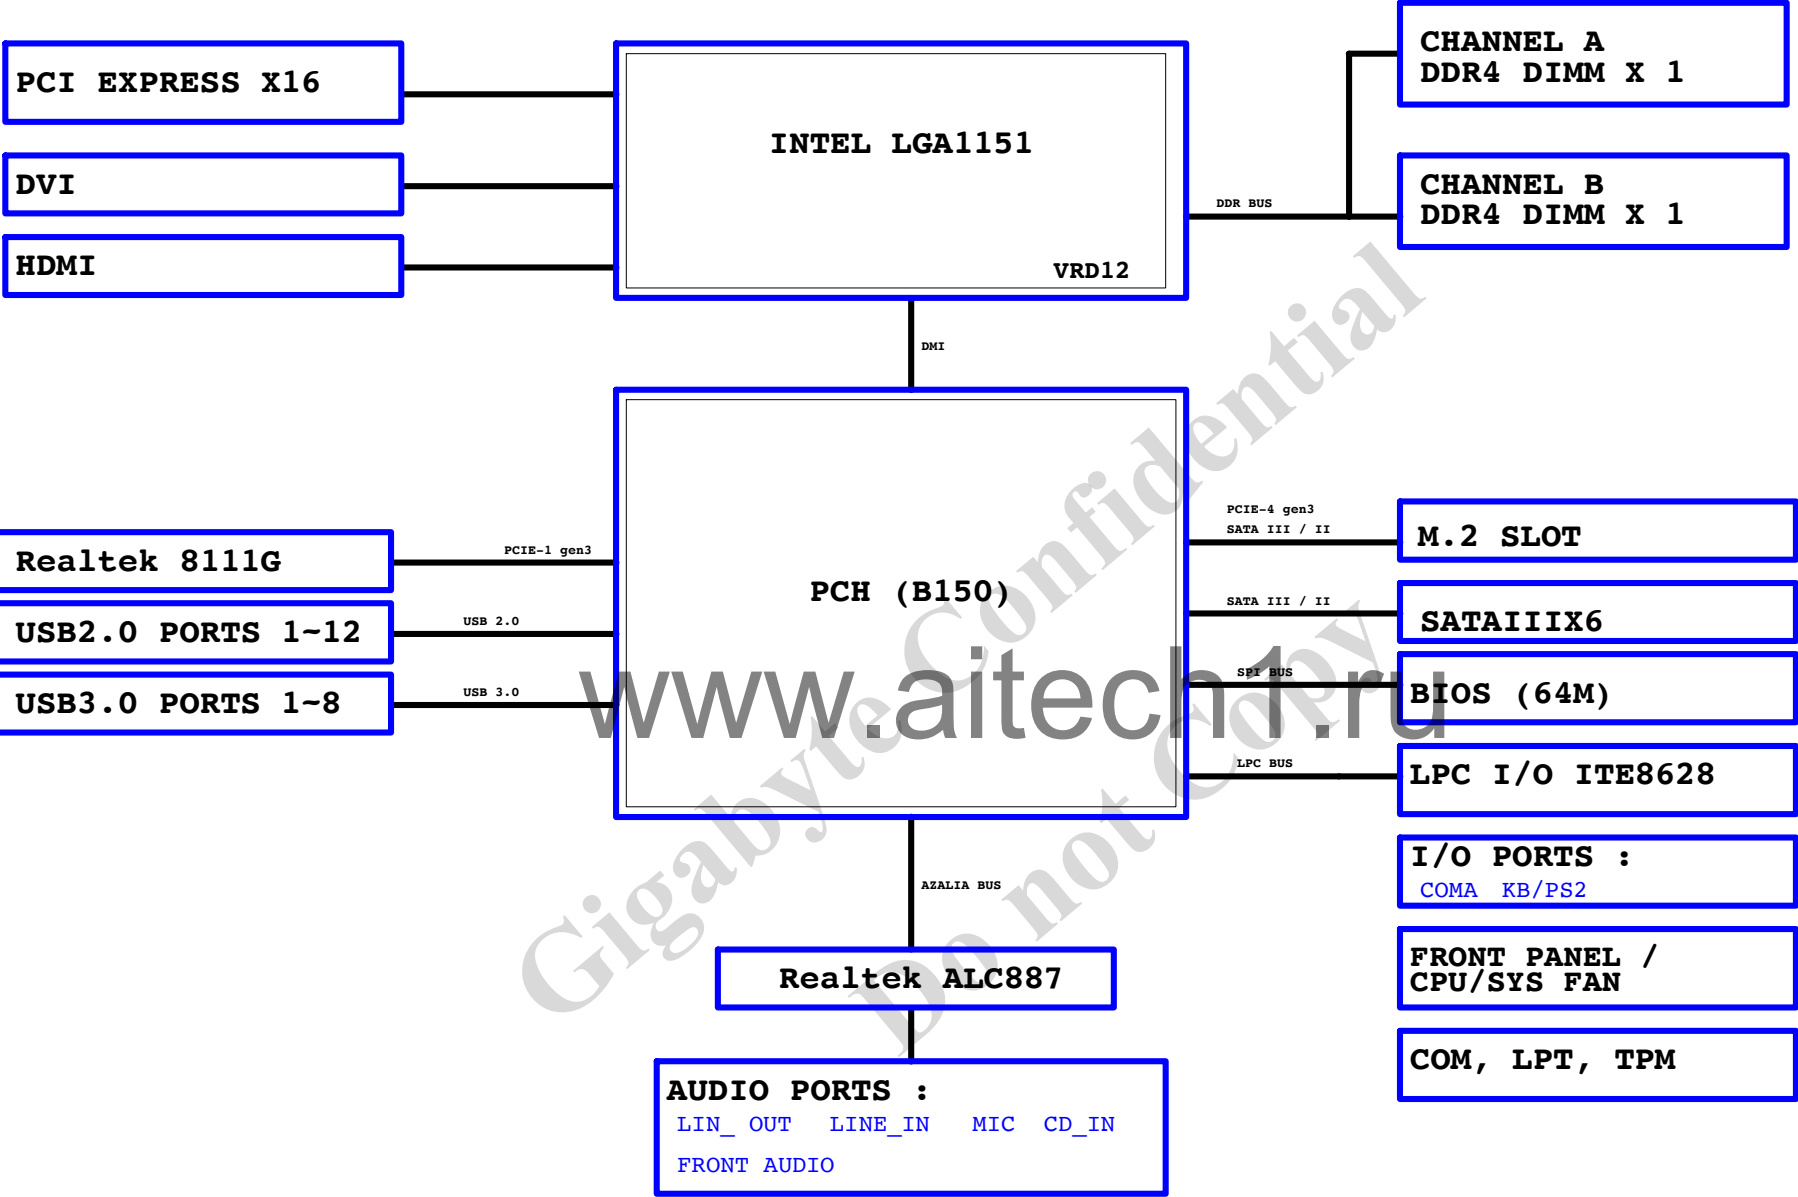 PCI EXPRESS X16
DVI
HDMI
INTEL LGA1151
VRD12
DDR BUS
CHANNEL A
DDR4 DIMM X 1
CHANNEL B
DDR4 DIMM X 1
DMI
Realtek 8111G
USB2.0 PORTS 1~12
USB3.0 PORTS 1~8
PCIE-1 gen3
USB 2.0
USB 3.0
PCH (B150)
PCIE-4 gen3
SATA III / II
SATA III / II
SPI BUS
LPC BUS
M.2 SLOT
SATAIIIX6
BIOS (64M)
LPC I/O ITE8628
I/O PORTS :
COMA KB/PS2
FRONT PANEL /
CPU/SYS FAN
COM, LPT, TPM
AZALIA BUS
Realtek ALC887
AUDIO PORTS :
LIN_ OUT LINE_IN MIC CD_IN
FRONT AUDIO
Gigabyte Confidential
Do not Copy
www.aitech1.ru